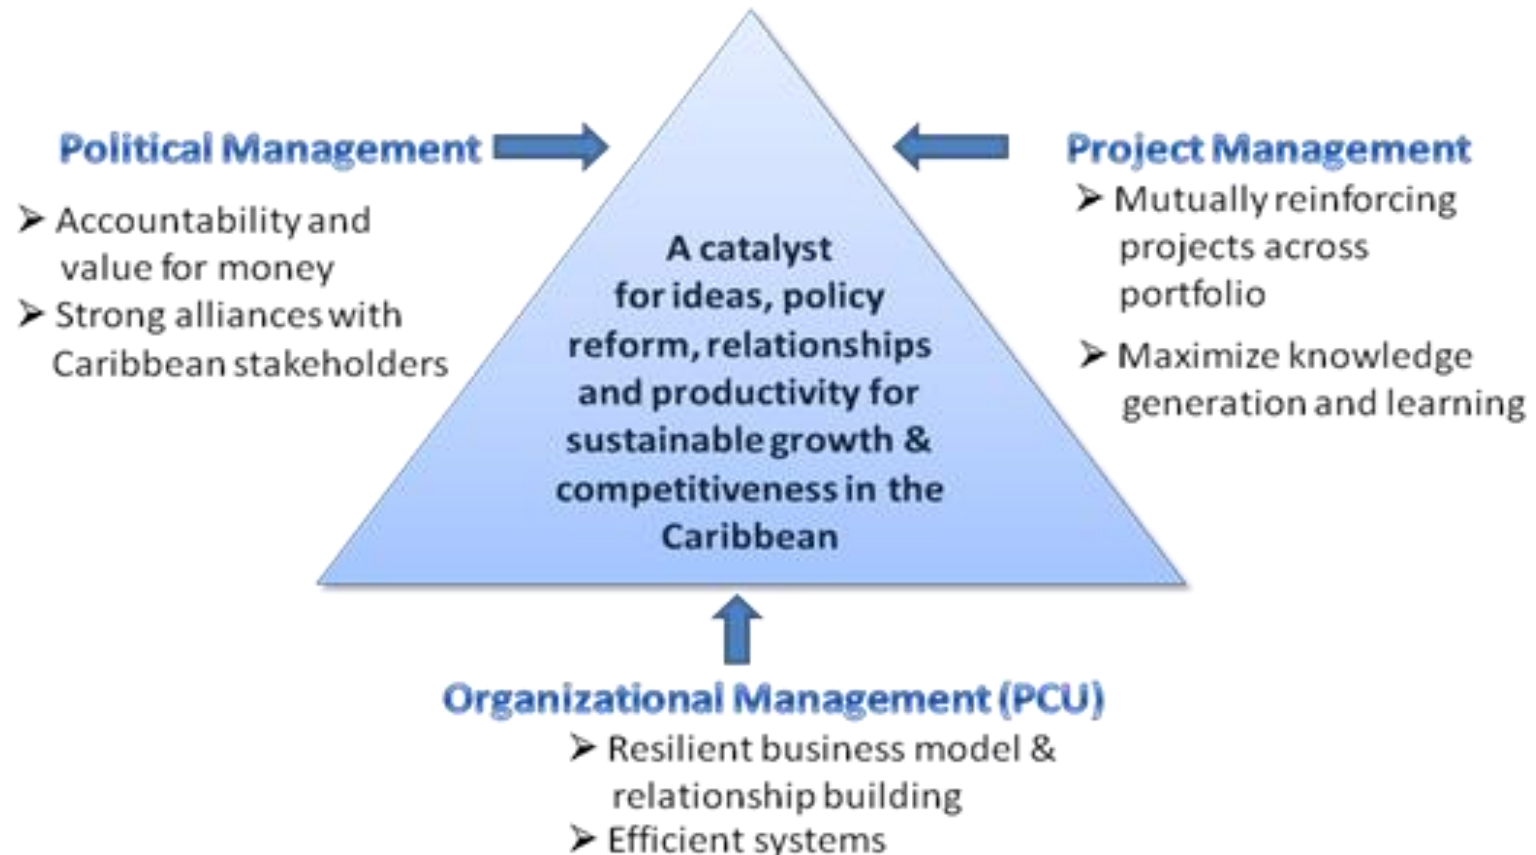 Political Management
➢ Accountability and
value for money
➢ Strong alliances with
Caribbean stakeholders
A catalyst
for ideas, policy
reform, relationships
and productivity for
sustainable growth &
competitiveness in the
Caribbean
Project Management
➢ Mutually reinforcing
projects across
portfolio
➢ Maximize knowledge
generation and learning
Organizational Management (PCU)
➢ Resilient business model &
relationship building
➢ Efficient systems